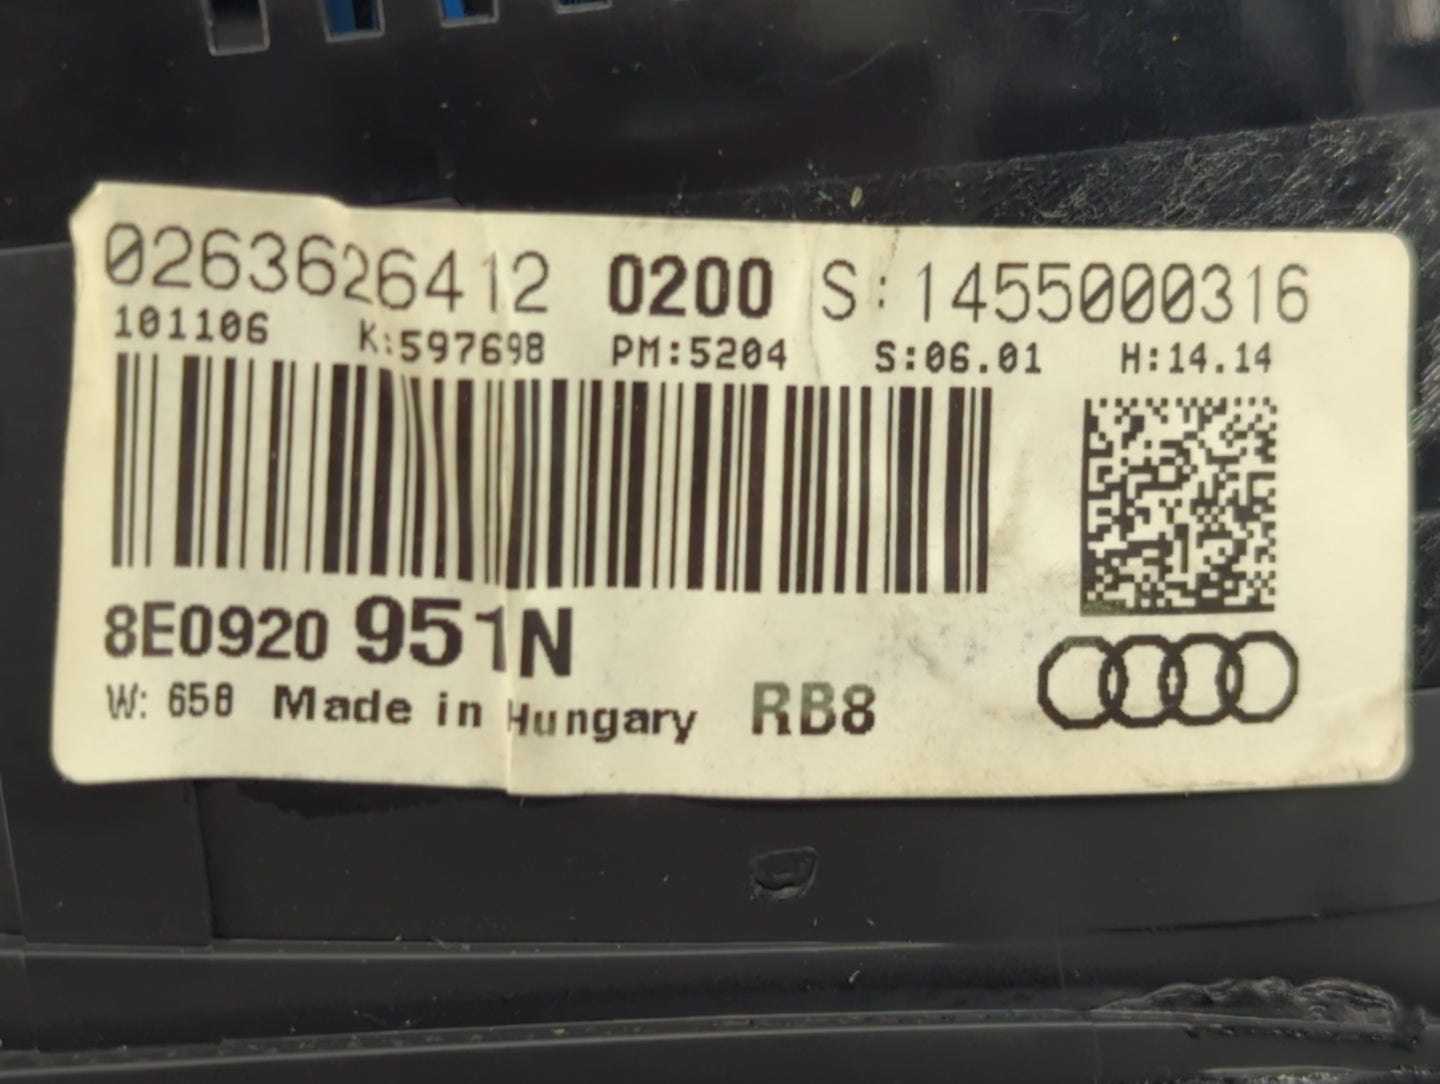 0263626412 0200 S:1455000316
101106 K:597698 PM:5204 S:06.01 H:14.14
8E0920 951N
W: 658 Made in Hungary RB8